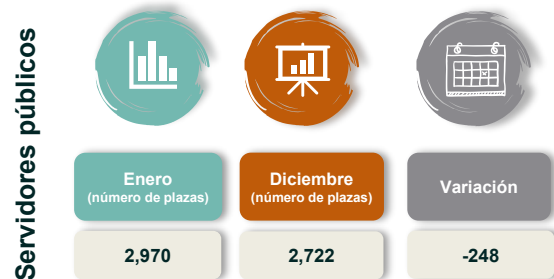 Servidores públicos
Enero
(número de plazas)
Diciembre
(número de plazas)
Variación
2,970
2,722
-248